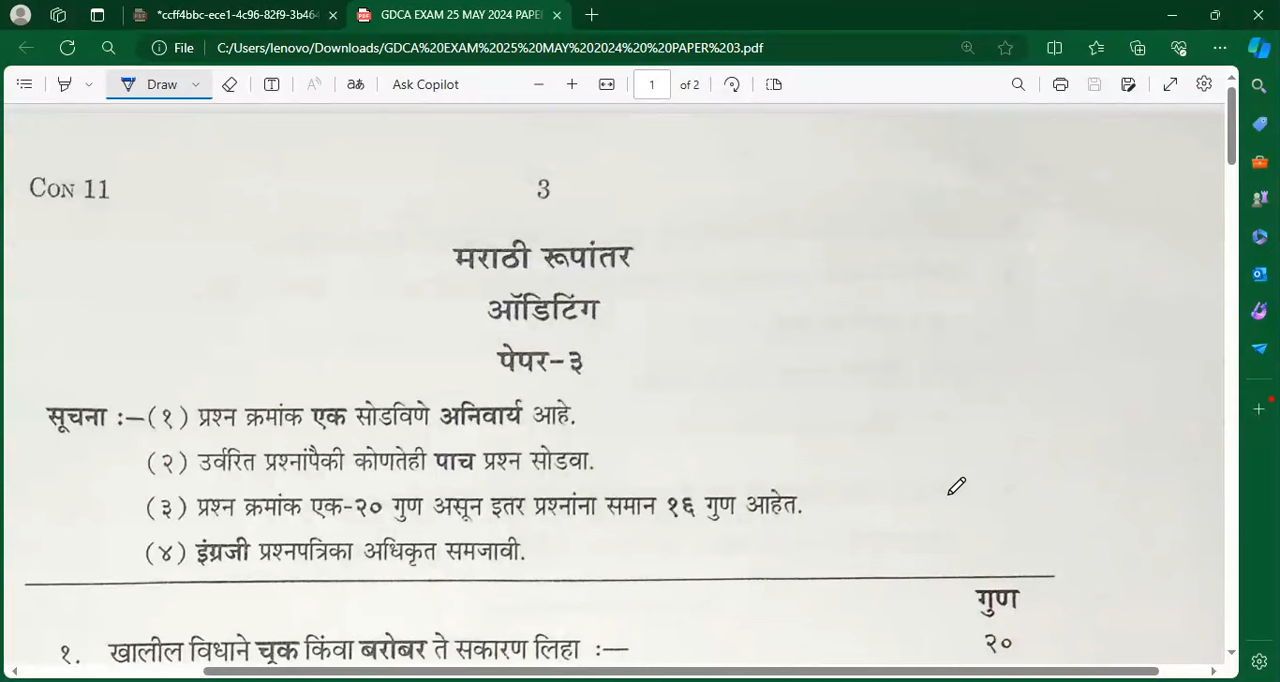 *ccff4bbc-ece1-4c96-82f9-3b464
GDCA EXAM 25 MAY 2024 PAPE
File
C:/Users/lenovo/Downloads/GDCA%20EXAM%2025%20MAY%202024%20%20PAPER%203.pdf
Draw
aあ
Ask Copilot
1
of 2
CON 11
3
मराठी रूपांतर
ऑडिटिंग
पेपर-३
सूचना :—(१) प्रश्न क्रमांक एक सोडविणे अनिवार्य आहे.
(२) उर्वरित प्रश्नांपैकी कोणतेही पाच प्रश्न सोडवा.
(३) प्रश्न क्रमांक एक-२० गुण असून इतर प्रश्नांना समान १६ गुण आहेत.
(४) इंग्रजी प्रश्नपत्रिका अधिकृत समजावी.
गुण
१. खालील विधाने चूक किंवा बरोबर ते सकारण लिहा :— २०